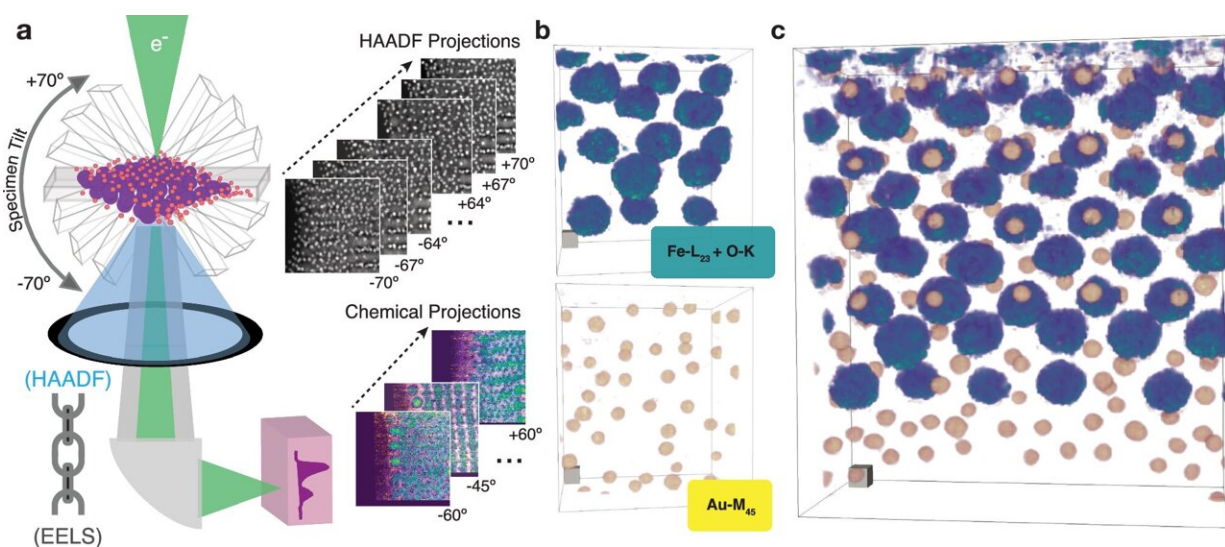 a
e-
+70º
Specimen Tilt
-70º
(HAADF)
(EELS)
HAADF Projections
+70º
+67º
+64º
...
-64º
-67º
-70º
Chemical Projections
+60º
...
-45º
-60º
b
Fe-L23 + O-K
Au-M45
c